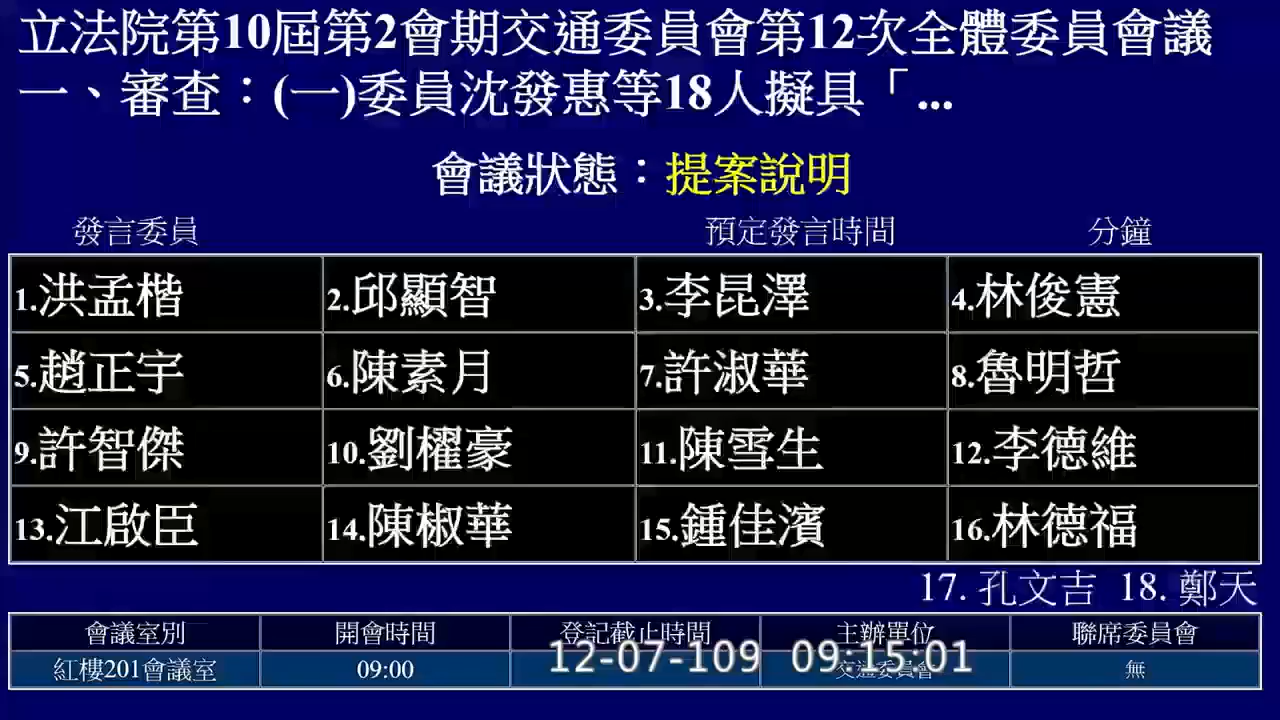 立法院第10屆第2會期交通委員會第12次全體委員會議
一、審查：(一)委員沈發惠等18人擬具「...
會議狀態：提案說明
發言委員 預定發言時間 分鐘
1.洪孟楷 2.邱顯智 3.李昆澤 4.林俊憲
5.趙正宇 6.陳素月 7.許淑華 8.魯明哲
9.許智傑 10.劉櫂豪 11.陳雪生 12.李德維
13.江啟臣 14.陳椒華 15.鍾佳濱 16.林德福
17. 孔文吉 18. 鄭天
會議室別 開會時間 登記截止時間 主辦單位 聯席委員會
紅樓201會議室 09:00 交通委員會 無
12-07-109 09:15:01